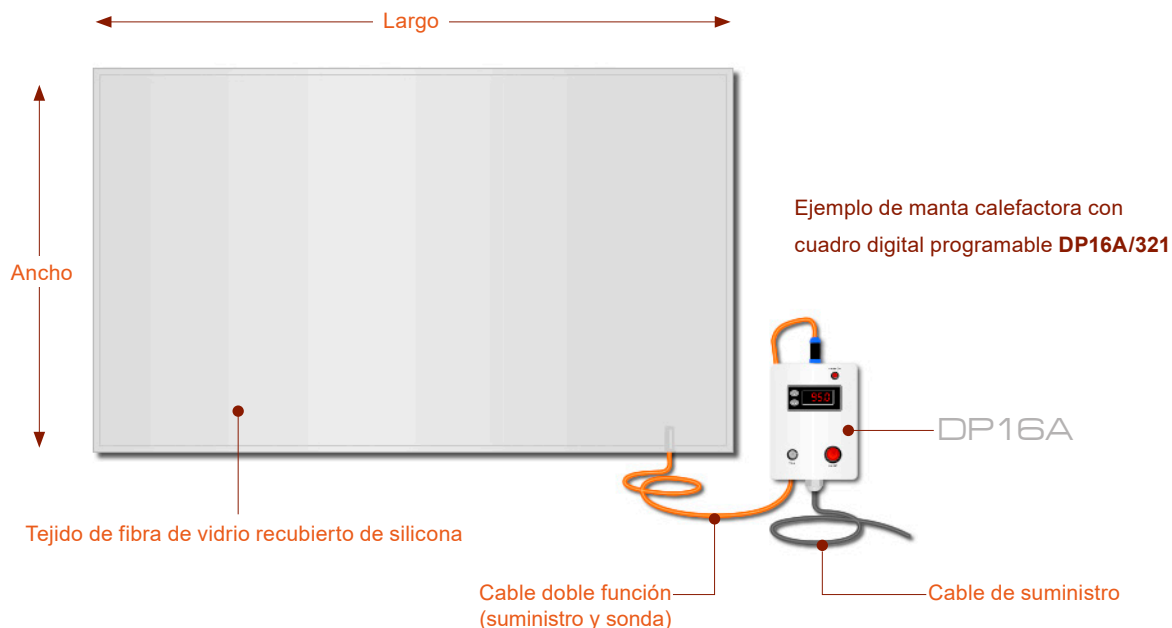 Largo
Ancho
Ejemplo de manta calefactora con
cuadro digital programable DP16A/321
DP16A
Tejido de fibra de vidrio recubierto de silicona
Cable doble función
(suministro y sonda)
Cable de suministro